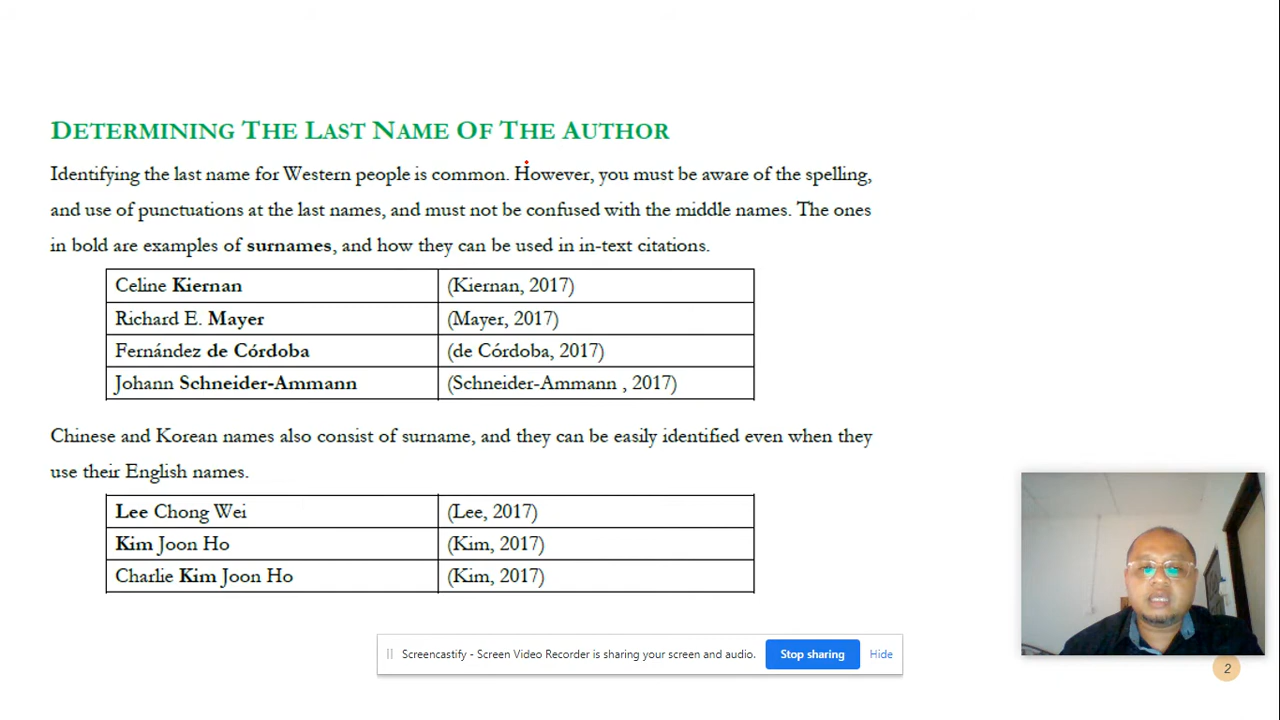 DETERMINING THE LAST NAME OF THE AUTHOR
Identifying the last name for Western people is common. However, you must be aware of the spelling,
and use of punctuations at the last names, and must not be confused with the middle names. The ones
in bold are examples of surnames, and how they can be used in in-text citations.
Celine Kiernan (Kiernan, 2017)
Richard E. Mayer (Mayer, 2017)
Fernández de Córdoba (de Córdoba, 2017)
Johann Schneider-Ammann (Schneider-Ammann , 2017)
Chinese and Korean names also consist of surname, and they can be easily identified even when they
use their English names.
Lee Chong Wei (Lee, 2017)
Kim Joon Ho (Kim, 2017)
Charlie Kim Joon Ho (Kim, 2017)
Screencastify - Screen Video Recorder is sharing your screen and audio. Stop sharing Hide
2